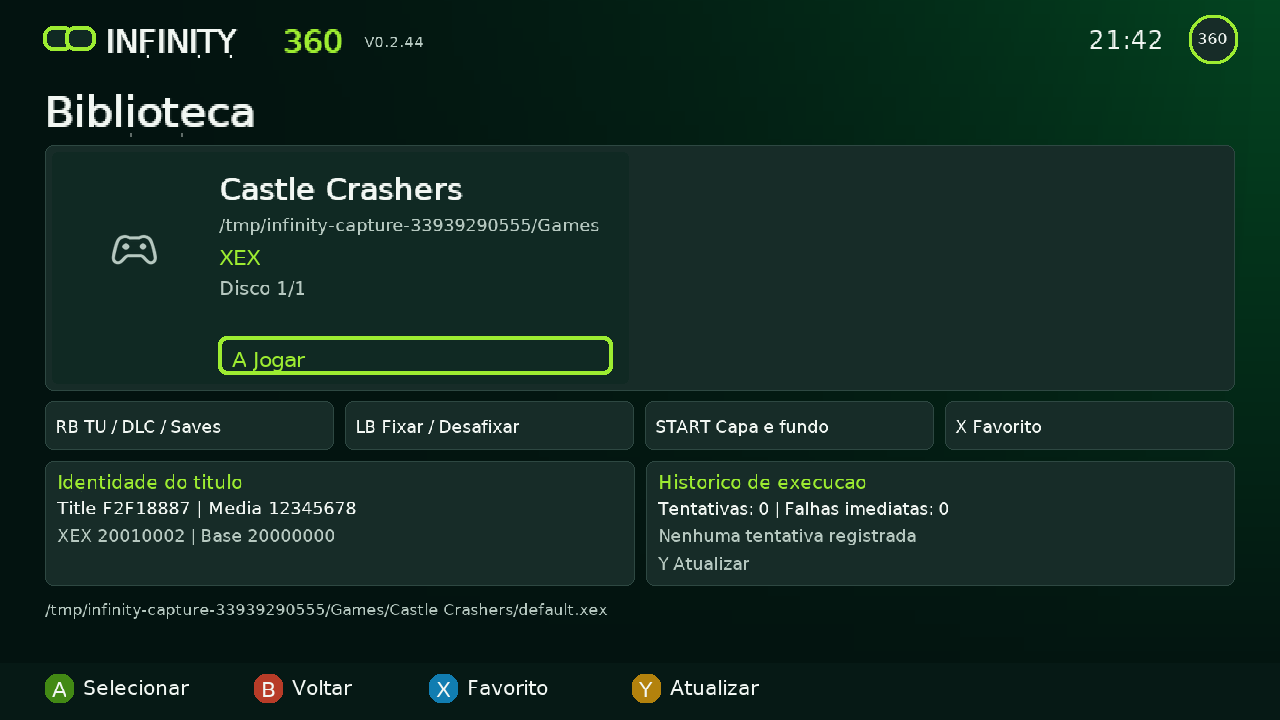 INFINITY 360 V0.2.44 21:42 360
Biblioteca
Castle Crashers
/tmp/infinity-capture-33939290555/Games
XEX
Disco 1/1
A Jogar
RB TU / DLC / Saves LB Fixar / Desafixar START Capa e fundo X Favorito
Identidade do titulo
Title F2F18887 | Media 12345678
XEX 20010002 | Base 20000000
Historico de execucao
Tentativas: 0 | Falhas imediatas: 0
Nenhuma tentativa registrada
Y Atualizar
/tmp/infinity-capture-33939290555/Games/Castle Crashers/default.xex
A Selecionar B Voltar X Favorito Y Atualizar